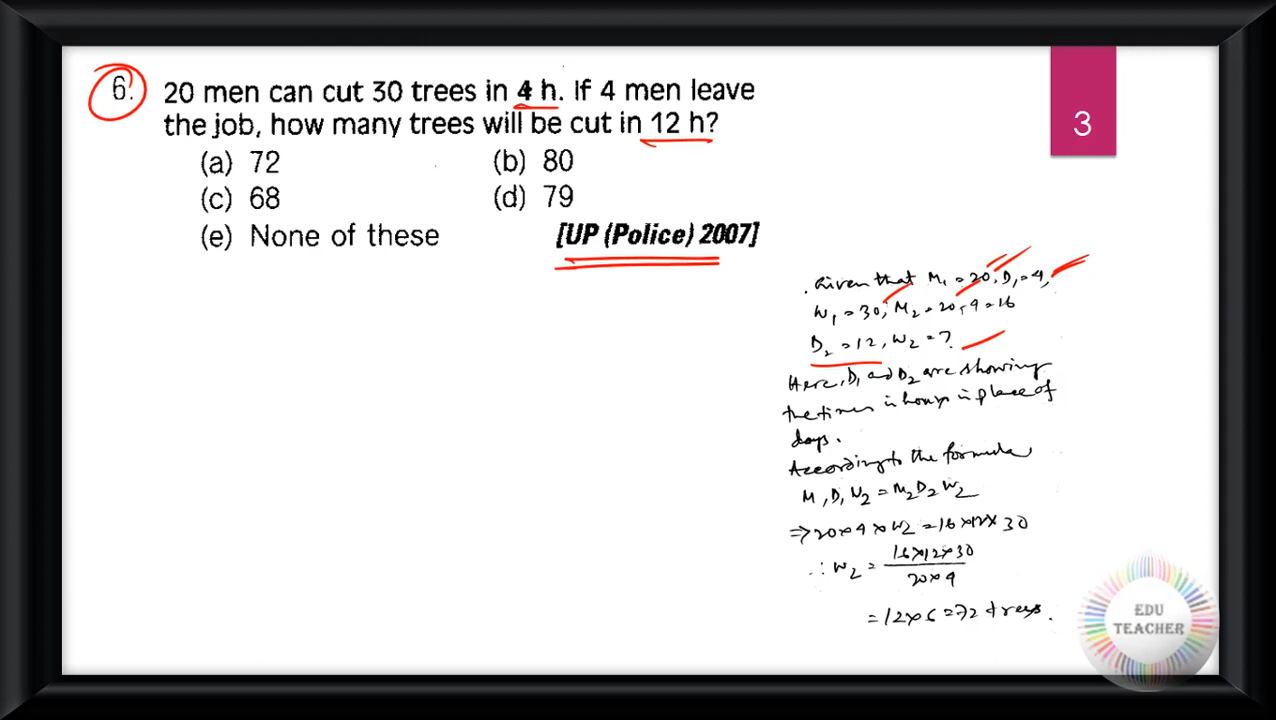 3
6. 20 men can cut 30 trees in 4 h. If 4 men leave
the job, how many trees will be cut in 12 h?
(a) 72 (b) 80
(c) 68 (d) 79
(e) None of these [UP (Police) 2007]
Given that M₁ = 20, D₁ = 4,
W₁ = 30, M₂ = 20-4 = 16
D₂ = 12, W₂ = ?
Here, D₁ and D₂ are showing
the times in hours in place of
days.
According to the formula
M₁D₁W₂ = M₂D₂W₂
⇒ 20×4×W₂ = 16×12×30
∴ W₂ = 16×12×30
20×4
= 12×6 = 72 trees.
EDU
TEACHER